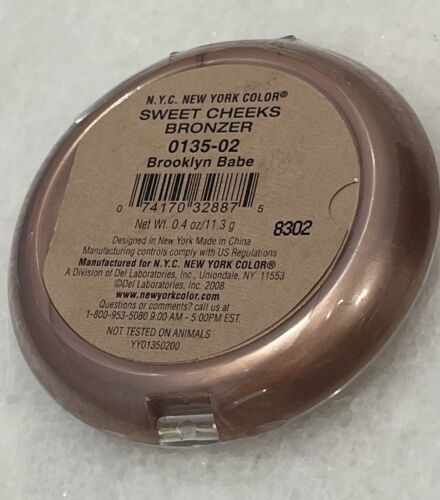 N.Y.C. NEW YORK COLOR®
SWEET CHEEKS
BRONZER
0135-02
Brooklyn Babe
0 74170 32887 5
Net Wt. 0.4 oz/11.3 g
8302
Designed in New York Made in China
Manufacturing controls comply with US Regulations
Manufactured for N.Y.C. NEW YORK COLOR®
A Division of Del Laboratories, Inc., Uniondale, NY 11553
©Del Laboratories, Inc. 2008
www.newyorkcolor.com
Questions or comments? call us at
1-800-953-5080 9:00 AM - 5:00PM EST.
NOT TESTED ON ANIMALS
YY01350200